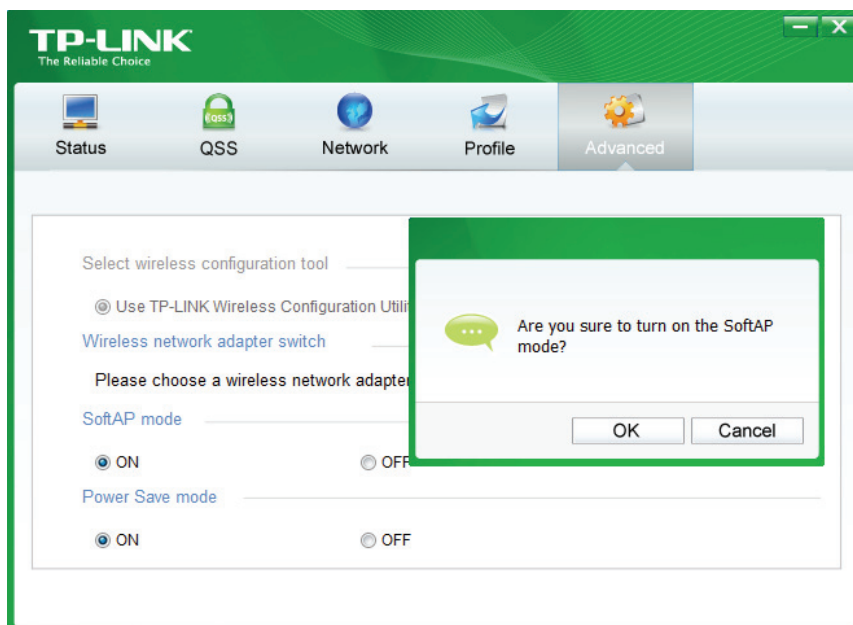 TP-LINK
The Reliable Choice
Status
QSS
QSS
Network
Profile
Advanced
Select wireless configuration tool
Use TP-LINK Wireless Configuration
Wireless network adapter switch
Please choose a wireless network adapter
SoftAP mode
ON
OFF
Power Save mode
ON
OFF
Are you sure to turn on the SoftAP
mode?
OK
Cancel